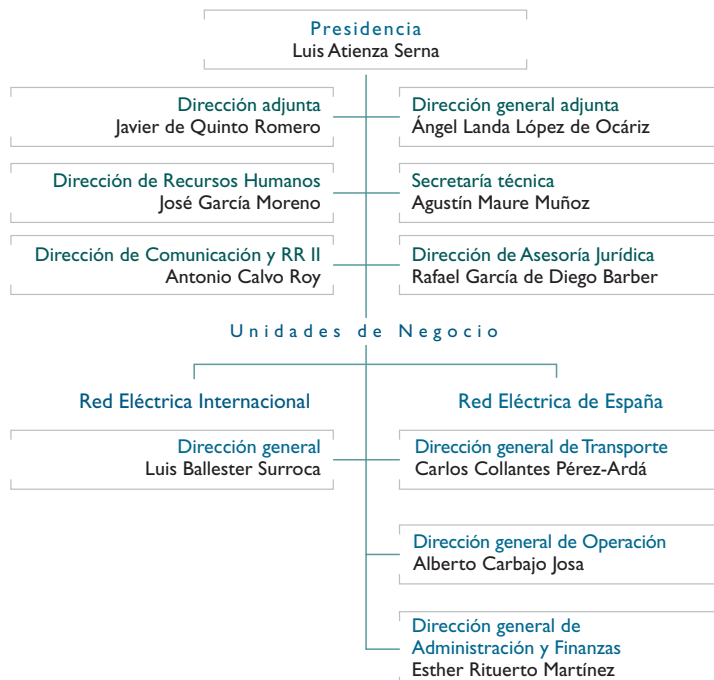 Presidencia
Luis Atienza Serna
Dirección adjunta
Javier de Quinto Romero
Dirección general adjunta
Ángel Landa López de Ocáriz
Dirección de Recursos Humanos
José García Moreno
Secretaría técnica
Agustín Maure Muñoz
Dirección de Comunicación y RR II
Antonio Calvo Roy
Dirección de Asesoría Jurídica
Rafael García de Diego Barber
Unidades de Negocio
Red Eléctrica Internacional
Red Eléctrica de España
Dirección general
Luis Ballester Surroca
Dirección general de Transporte
Carlos Collantes Pérez-Ardá
Dirección general de Operación
Alberto Carbajo Josa
Dirección general de
Administración y Finanzas
Esther Rituerto Martínez